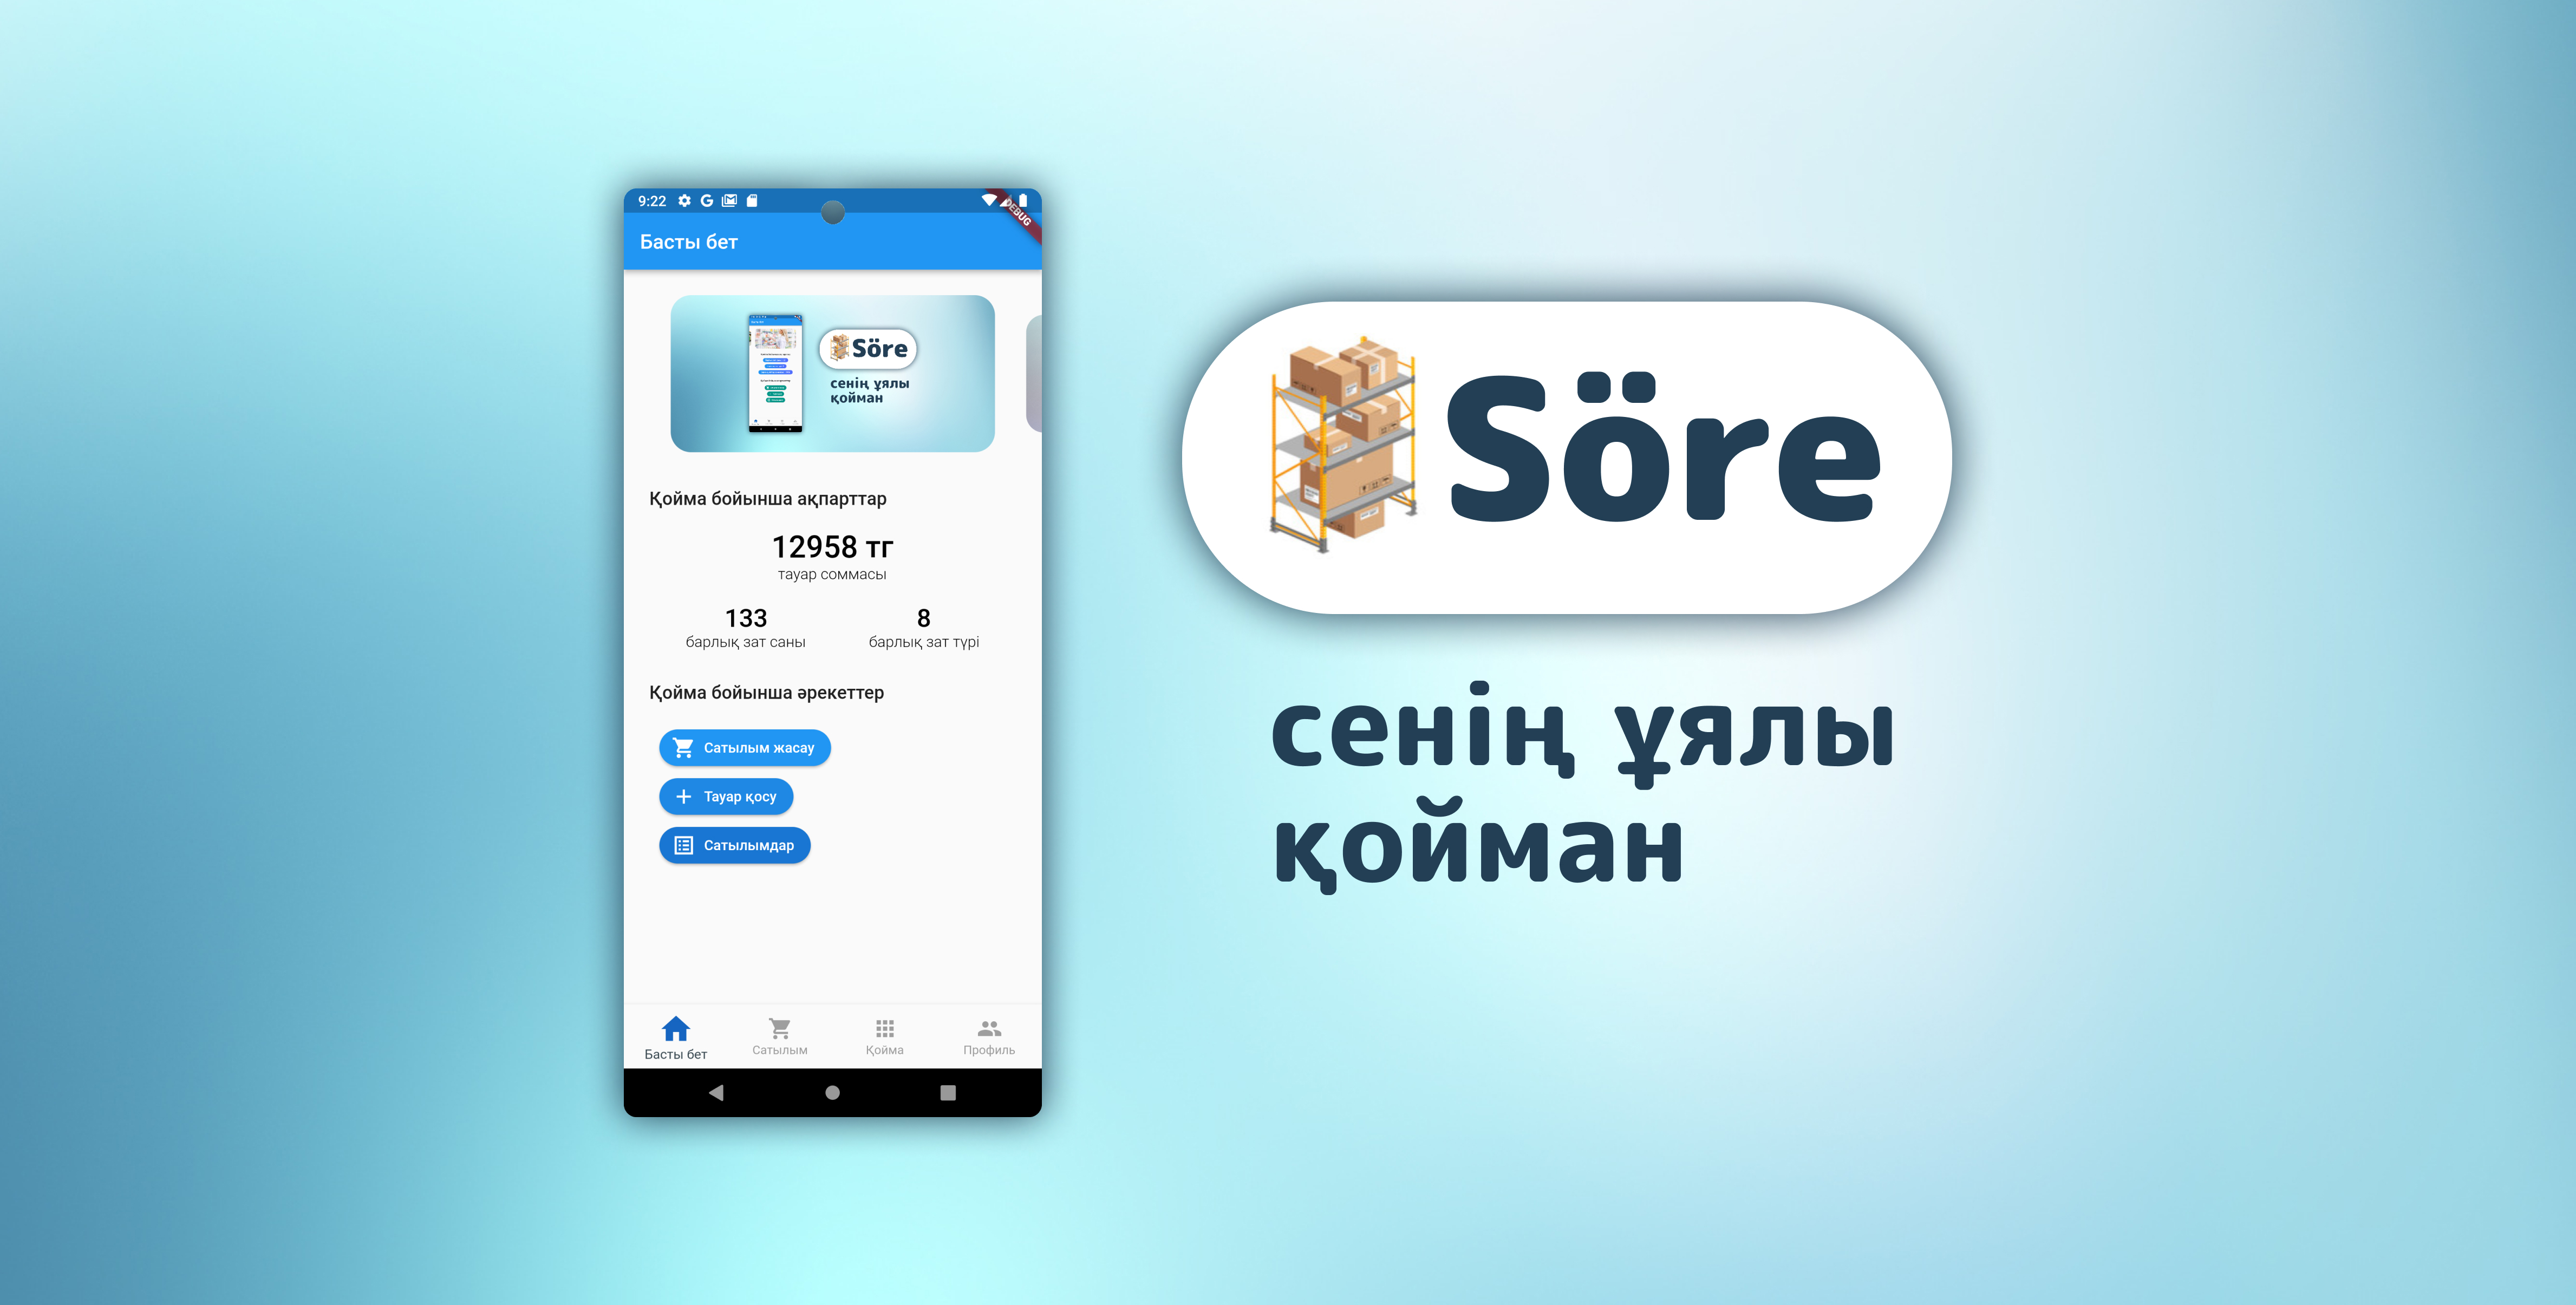 9:22
DEBUG
Басты бет
Söre
сенің ұялы
қойман
Қойма бойынша ақпарттар
12958 тг
тауар соммасы
133
барлық зат саны
8
барлық зат түрі
Қойма бойынша әрекеттер
Сатылым жасау
Тауар қосу
Сатылымдар
Басты бет
Сатылым
Қойма
Профиль
Söre
сенің ұялы
қойман